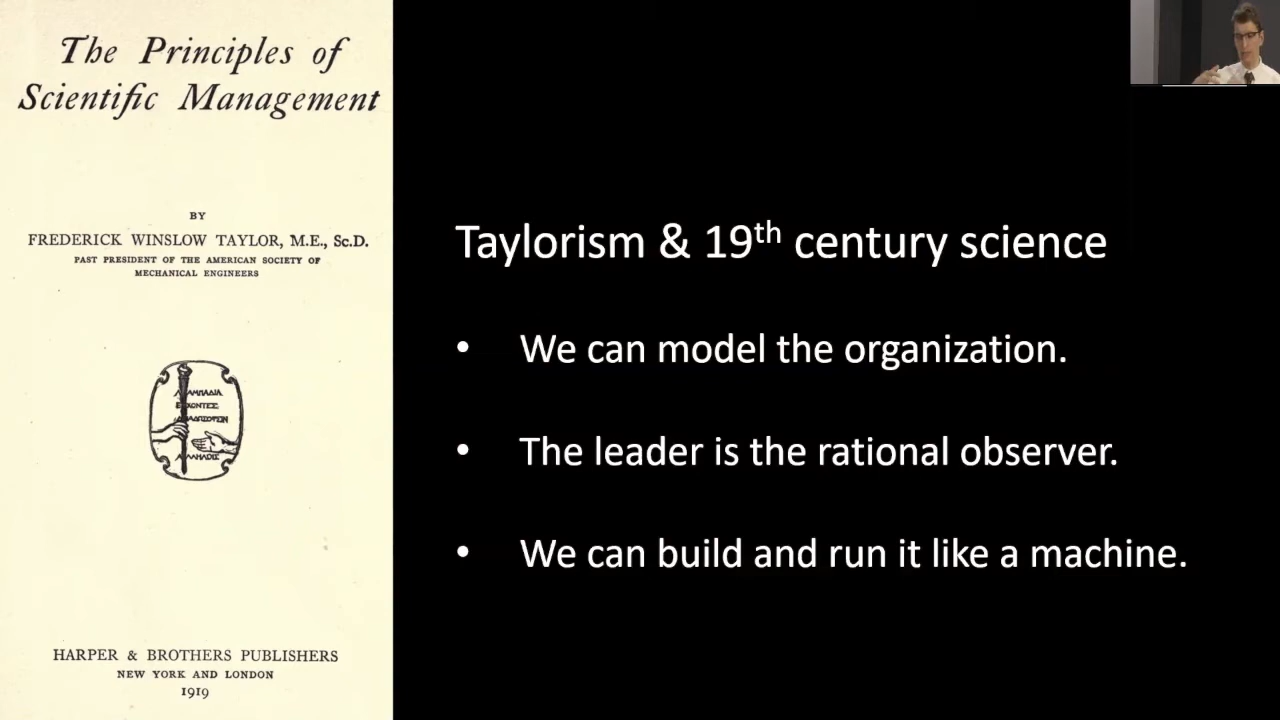 The Principles of
Scientific Management
BY
FREDERICK WINSLOW TAYLOR, M.E., Sc.D.
PAST PRESIDENT OF THE AMERICAN SOCIETY OF
MECHANICAL ENGINEERS
HARPER & BROTHERS PUBLISHERS
NEW YORK AND LONDON
1919
Taylorism & 19th century science
• We can model the organization.
• The leader is the rational observer.
• We can build and run it like a machine.